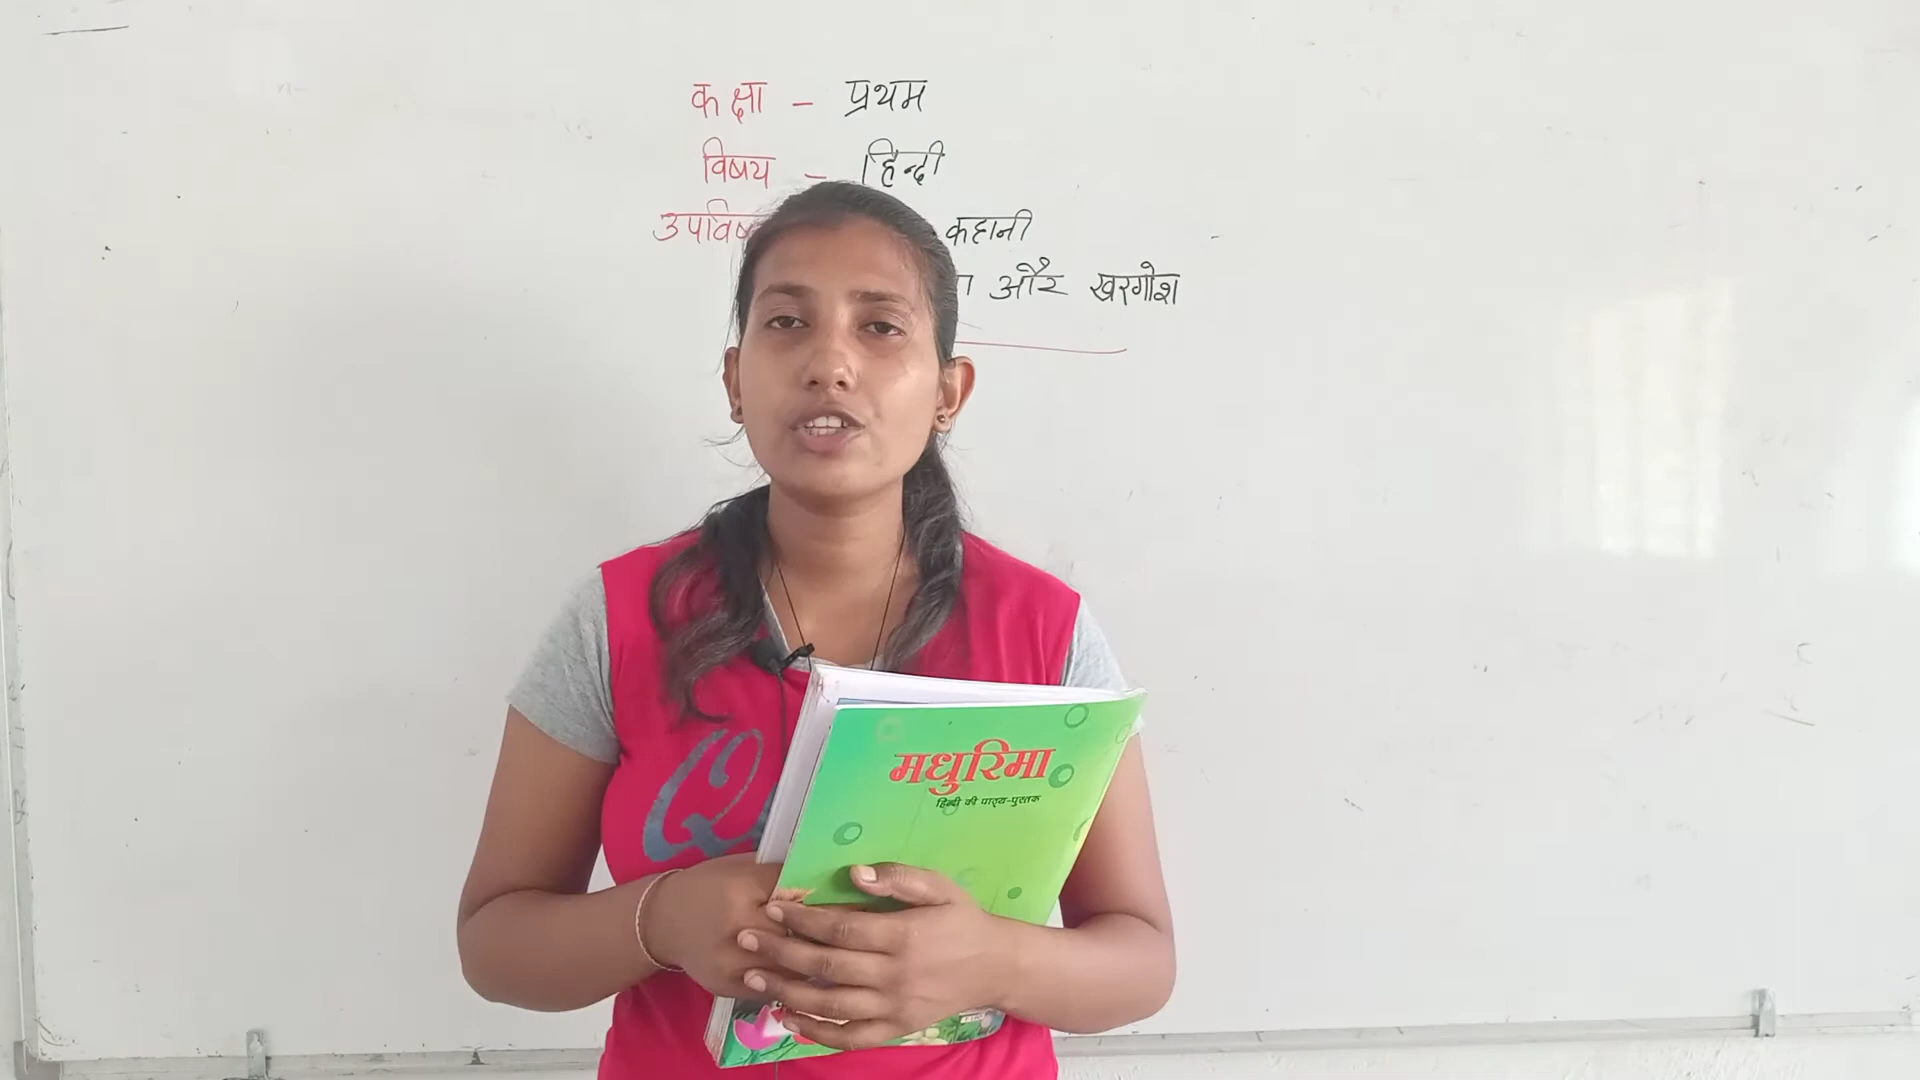 कक्षा - प्रथम
विषय - हिन्दी
कहानी
और खरगोश
मधुरिमा
हिन्दी की पाठ्य-पुस्तक